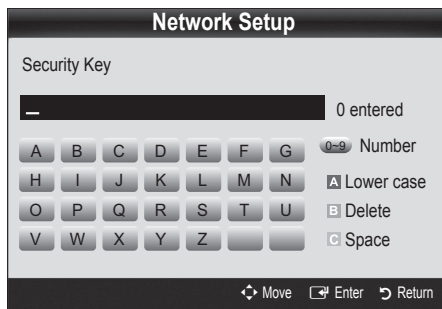 Network Setup
Security Key
_
0 entered
A B C D E F G
0~9 Number
H I J K L M N
A Lower case
O P Q R S T U
B Delete
V W X Y Z
C Space
Move Enter Return